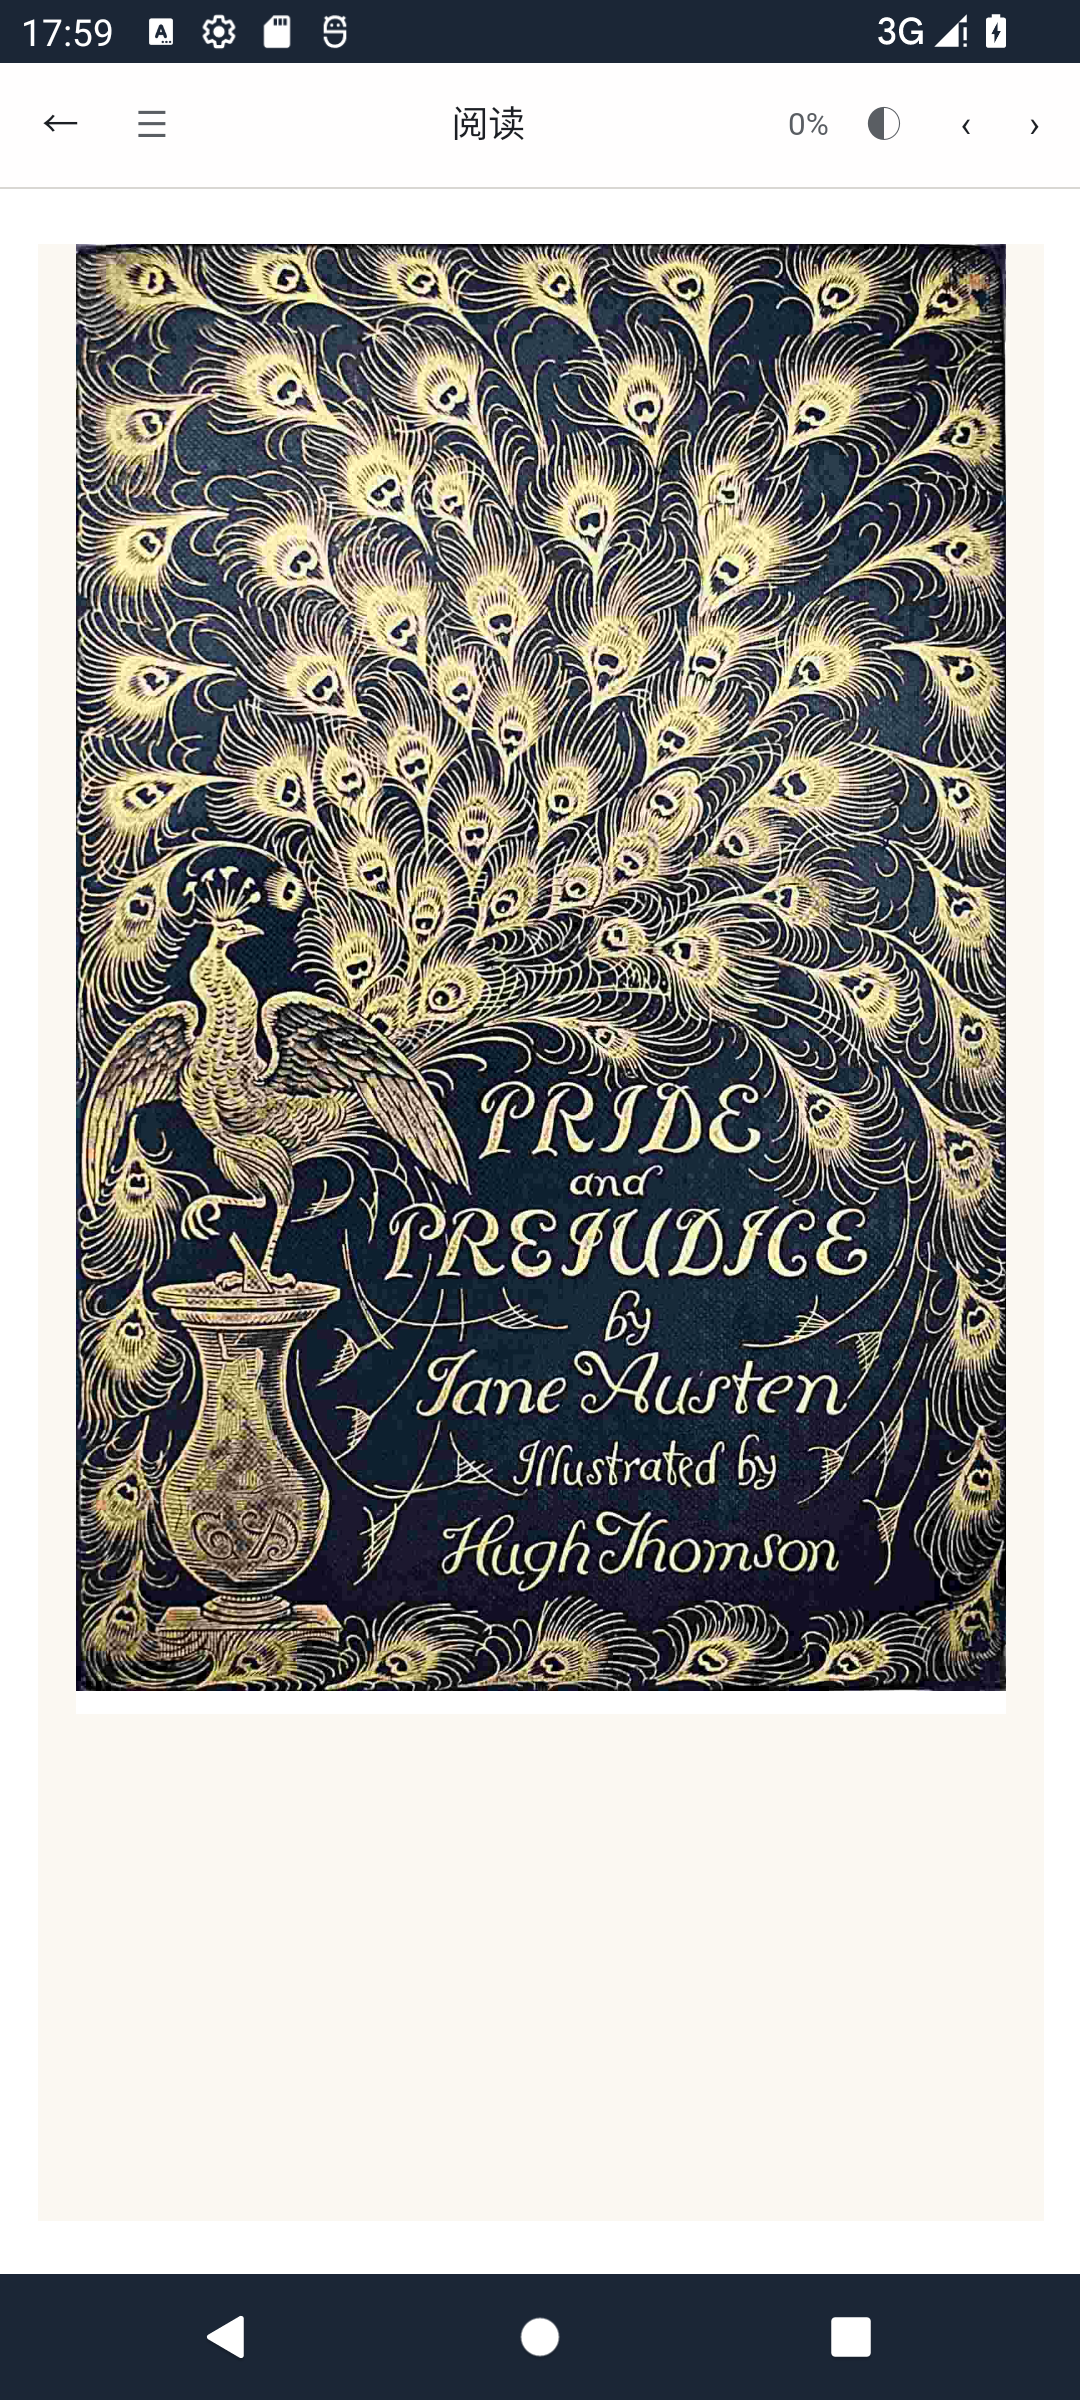 17:59
3G
阅读
0%
PRIDE
and
PREJUDICE
by
Jane Austen
Illustrated by
Hugh Thomson